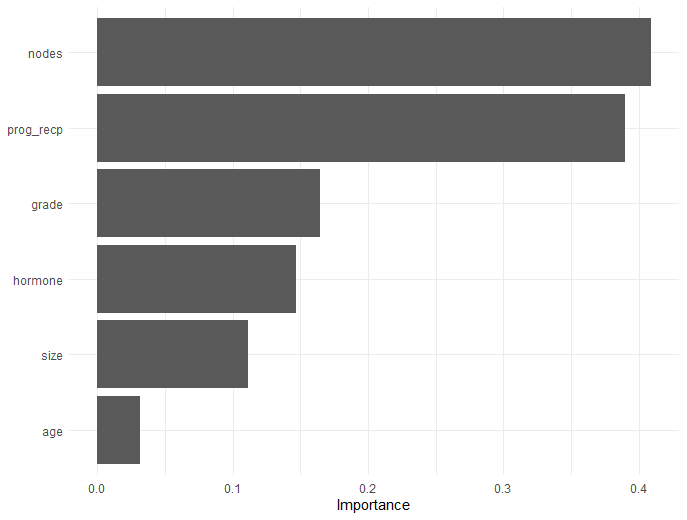 nodes
prog_recp
grade
hormone
size
age
0.0 0.1 0.2 0.3 0.4
Importance